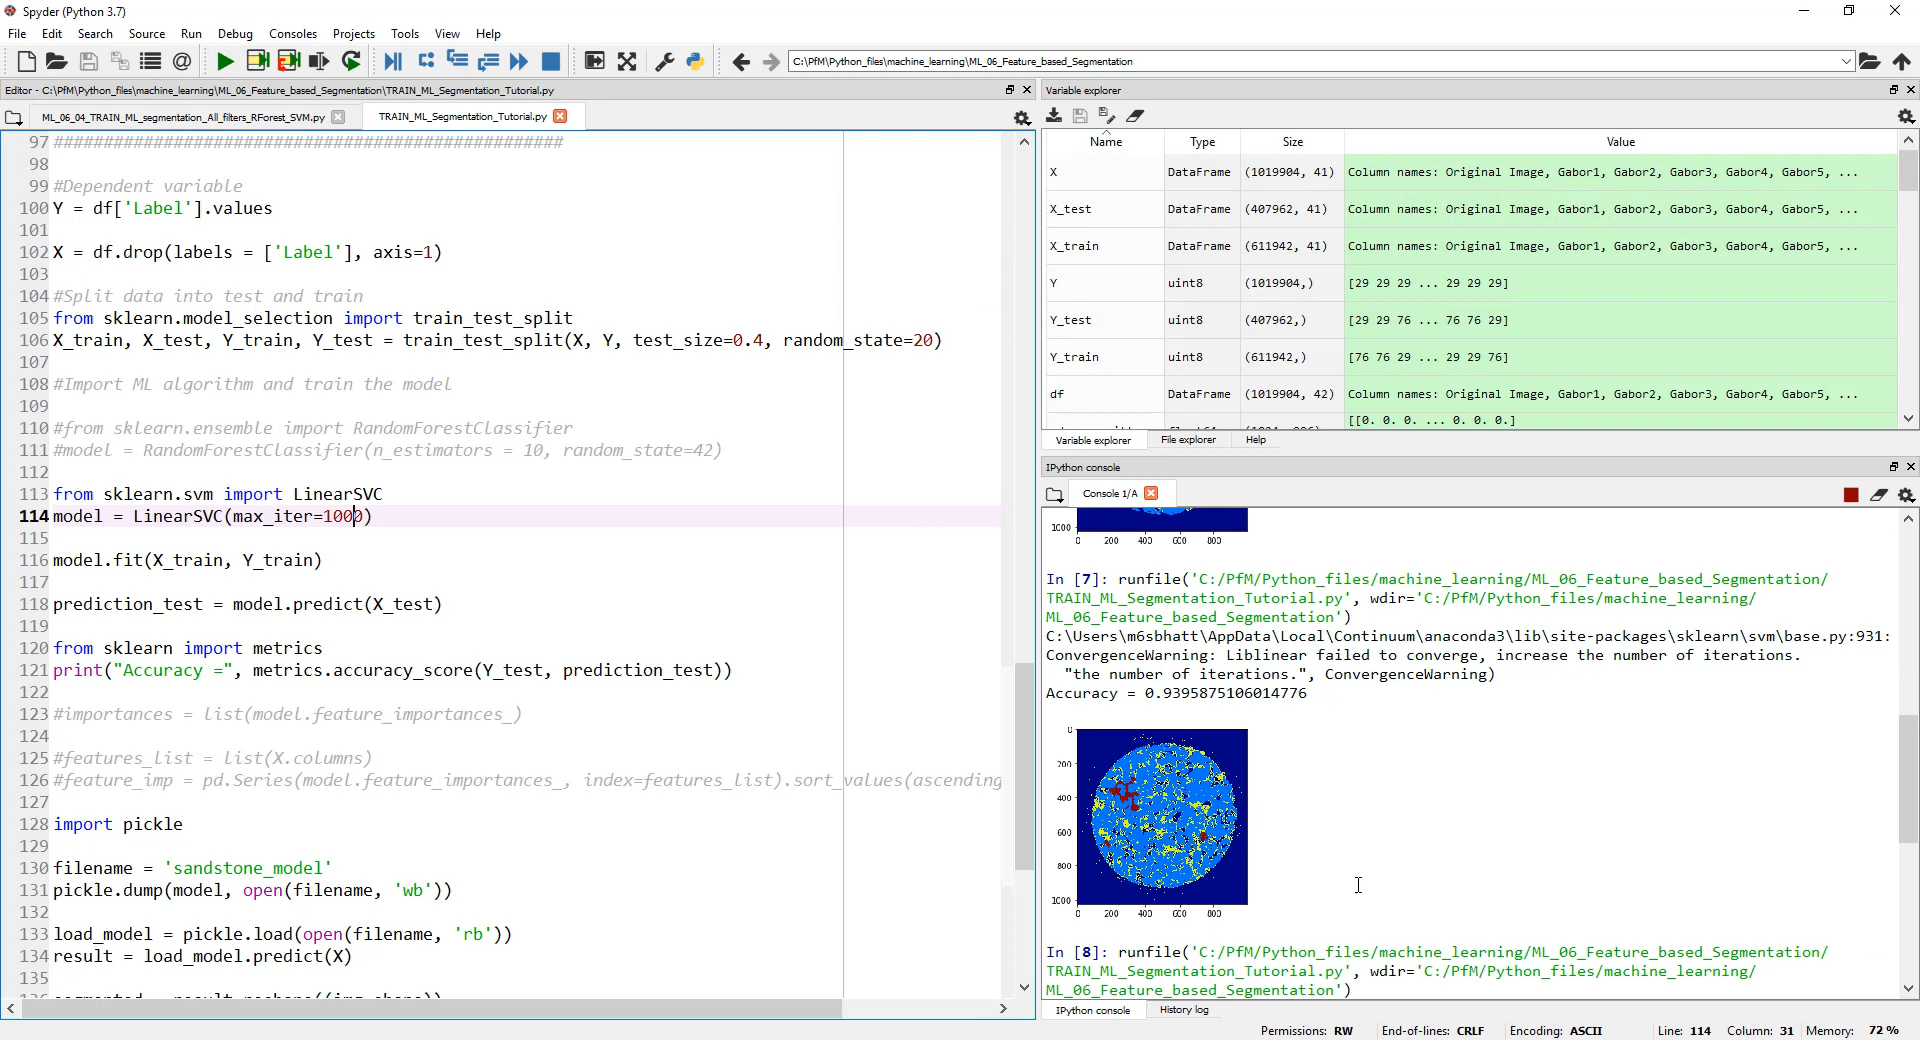 Spyder (Python 3.7)
File Edit Search Source Run Debug Consoles Projects Tools View Help
C:\PfM\Python_files\machine_learning\ML_06_Feature_based_Segmentation
Editor - C:\PfM\Python_files\machine_learning\ML_06_Feature_based_Segmentation\TRAIN_ML_Segmentation_Tutorial.py
ML_06_04_TRAIN_ML_segmentation_All_filters_RForest_SVM.py TRAIN_ML_Segmentation_Tutorial.py
97 ###################################################
98
99 #Dependent variable
100 Y = df['Label'].values
101
102 X = df.drop(labels = ['Label'], axis=1)
103
104 #Split data into test and train
105 from sklearn.model_selection import train_test_split
106 X_train, X_test, Y_train, Y_test = train_test_split(X, Y, test_size=0.4, random_state=20)
107
108 #Import ML algorithm and train the model
109
110 #from sklearn.ensemble import RandomForestClassifier
111 #model = RandomForestClassifier(n_estimators = 10, random_state=42)
112
113 from sklearn.svm import LinearSVC
114 model = LinearSVC(max_iter=1000)
115
116 model.fit(X_train, Y_train)
117
118 prediction_test = model.predict(X_test)
119
120 from sklearn import metrics
121 print("Accuracy =", metrics.accuracy_score(Y_test, prediction_test))
122
123 #importances = list(model.feature_importances_)
124
125 #features_list = list(X.columns)
126 #feature_imp = pd.Series(model.feature_importances_, index=features_list).sort_values(ascending
127
128 import pickle
129
130 filename = 'sandstone_model'
131 pickle.dump(model, open(filename, 'wb'))
132
133 load_model = pickle.load(open(filename, 'rb'))
134 result = load_model.predict(X)
135
Variable explorer
Name Type Size Value
X DataFrame (1019904, 41) Column names: Original Image, Gabor1, Gabor2, Gabor3, Gabor4, Gabor5, ...
X_test DataFrame (407962, 41) Column names: Original Image, Gabor1, Gabor2, Gabor3, Gabor4, Gabor5, ...
X_train DataFrame (611942, 41) Column names: Original Image, Gabor1, Gabor2, Gabor3, Gabor4, Gabor5, ...
Y uint8 (1019904,) [29 29 29 ... 29 29 29]
Y_test uint8 (407962,) [29 29 76 ... 76 76 29]
Y_train uint8 (611942,) [76 76 29 ... 29 29 76]
df DataFrame (1019904, 42) Column names: Original Image, Gabor1, Gabor2, Gabor3, Gabor4, Gabor5, ...
[[0. 0. 0. ... 0. 0. 0.]
Variable explorer File explorer Help
IPython console
Console 1/A
1000
0 200 400 600 800
In [7]: runfile('C:/PfM/Python_files/machine_learning/ML_06_Feature_based_Segmentation/
TRAIN_ML_Segmentation_Tutorial.py', wdir='C:/PfM/Python_files/machine_learning/
ML_06_Feature_based_Segmentation')
C:\Users\m6sbhatt\AppData\Local\Continuum\anaconda3\lib\site-packages\sklearn\svm\base.py:931:
ConvergenceWarning: Liblinear failed to converge, increase the number of iterations.
"the number of iterations.", ConvergenceWarning)
Accuracy = 0.9395875106014776
0
200
400
600
800
1000
0 200 400 600 800
In [8]: runfile('C:/PfM/Python_files/machine_learning/ML_06_Feature_based_Segmentation/
TRAIN_ML_Segmentation_Tutorial.py', wdir='C:/PfM/Python_files/machine_learning/
ML_06_Feature_based_Segmentation')
IPython console History log
Permissions: RW End-of-lines: CRLF Encoding: ASCII Line: 114 Column: 31 Memory: 72 %